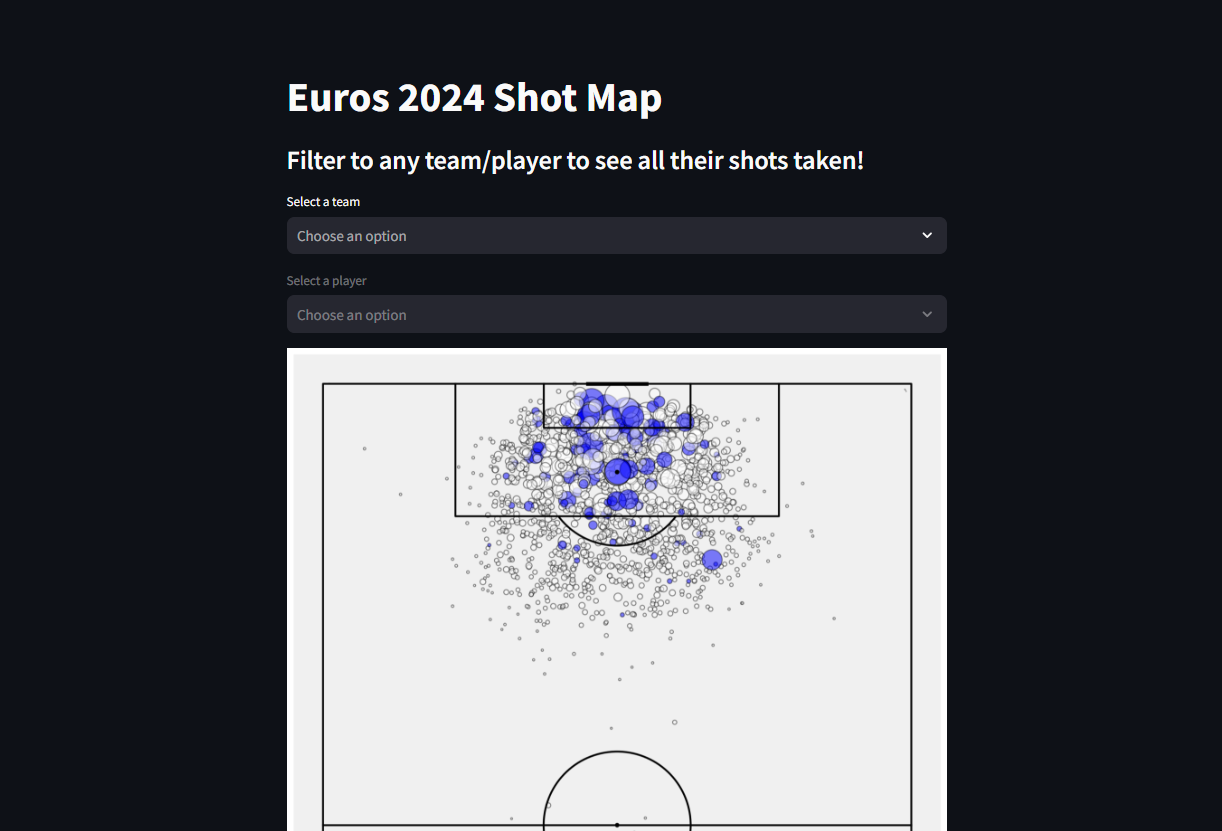 Euros 2024 Shot Map
Filter to any team/player to see all their shots taken!
Select a team
Choose an option
Select a player
Choose an option